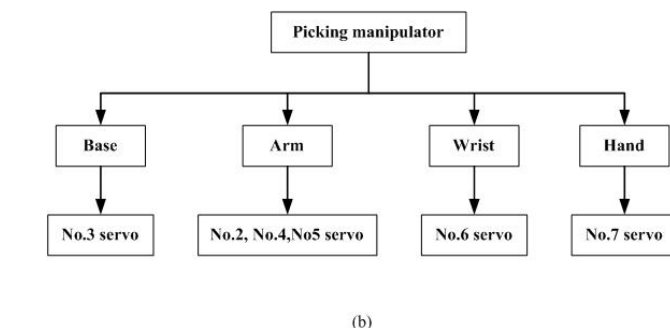 Picking manipulator
Base
Arm
Wrist
Hand
No.3 servo
No.2, No.4,No5 servo
No.6 servo
No.7 servo
(b)